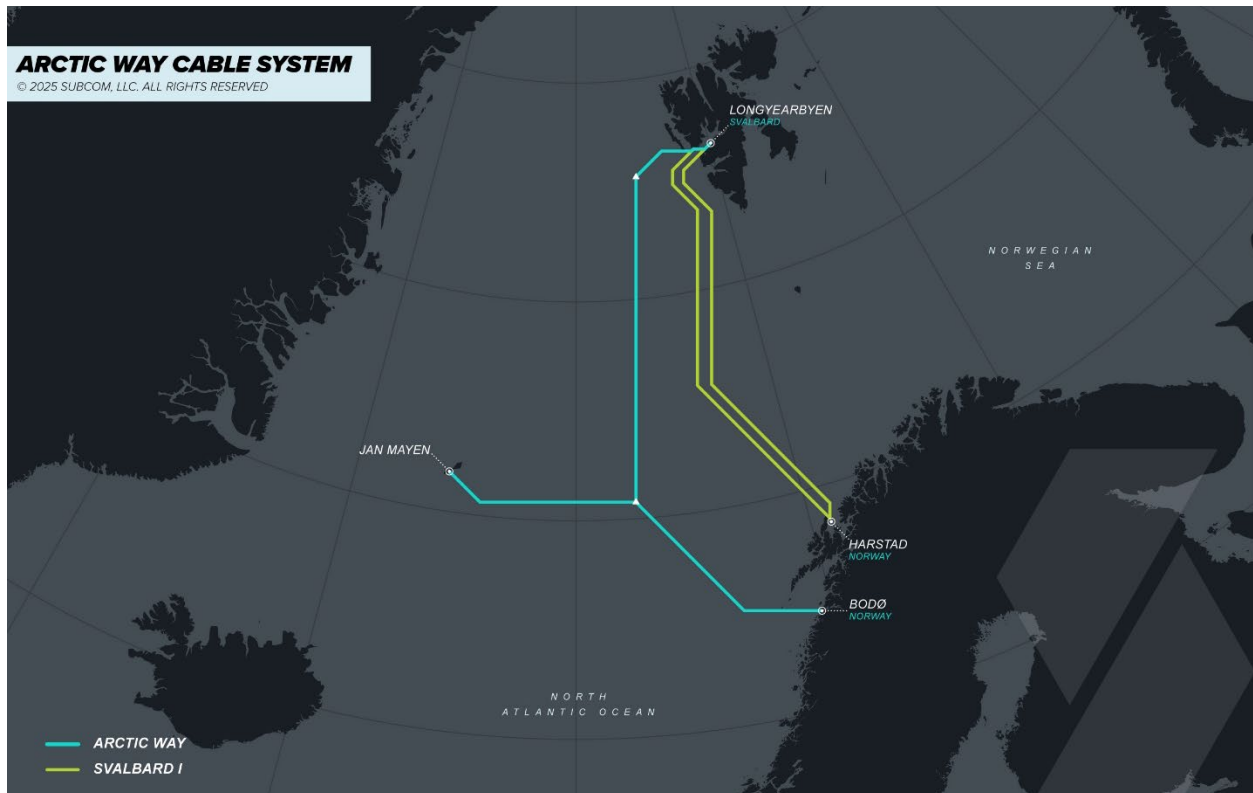 ARCTIC WAY CABLE SYSTEM
© 2025 SUBCOM, LLC. ALL RIGHTS RESERVED
LONGYEARBYEN
SVALBARD
NORWEGIAN
SEA
JAN MAYEN
HARSTAD
NORWAY
BODØ
NORWAY
NORTH
ATLANTIC OCEAN
ARCTIC WAY
SVALBARD I